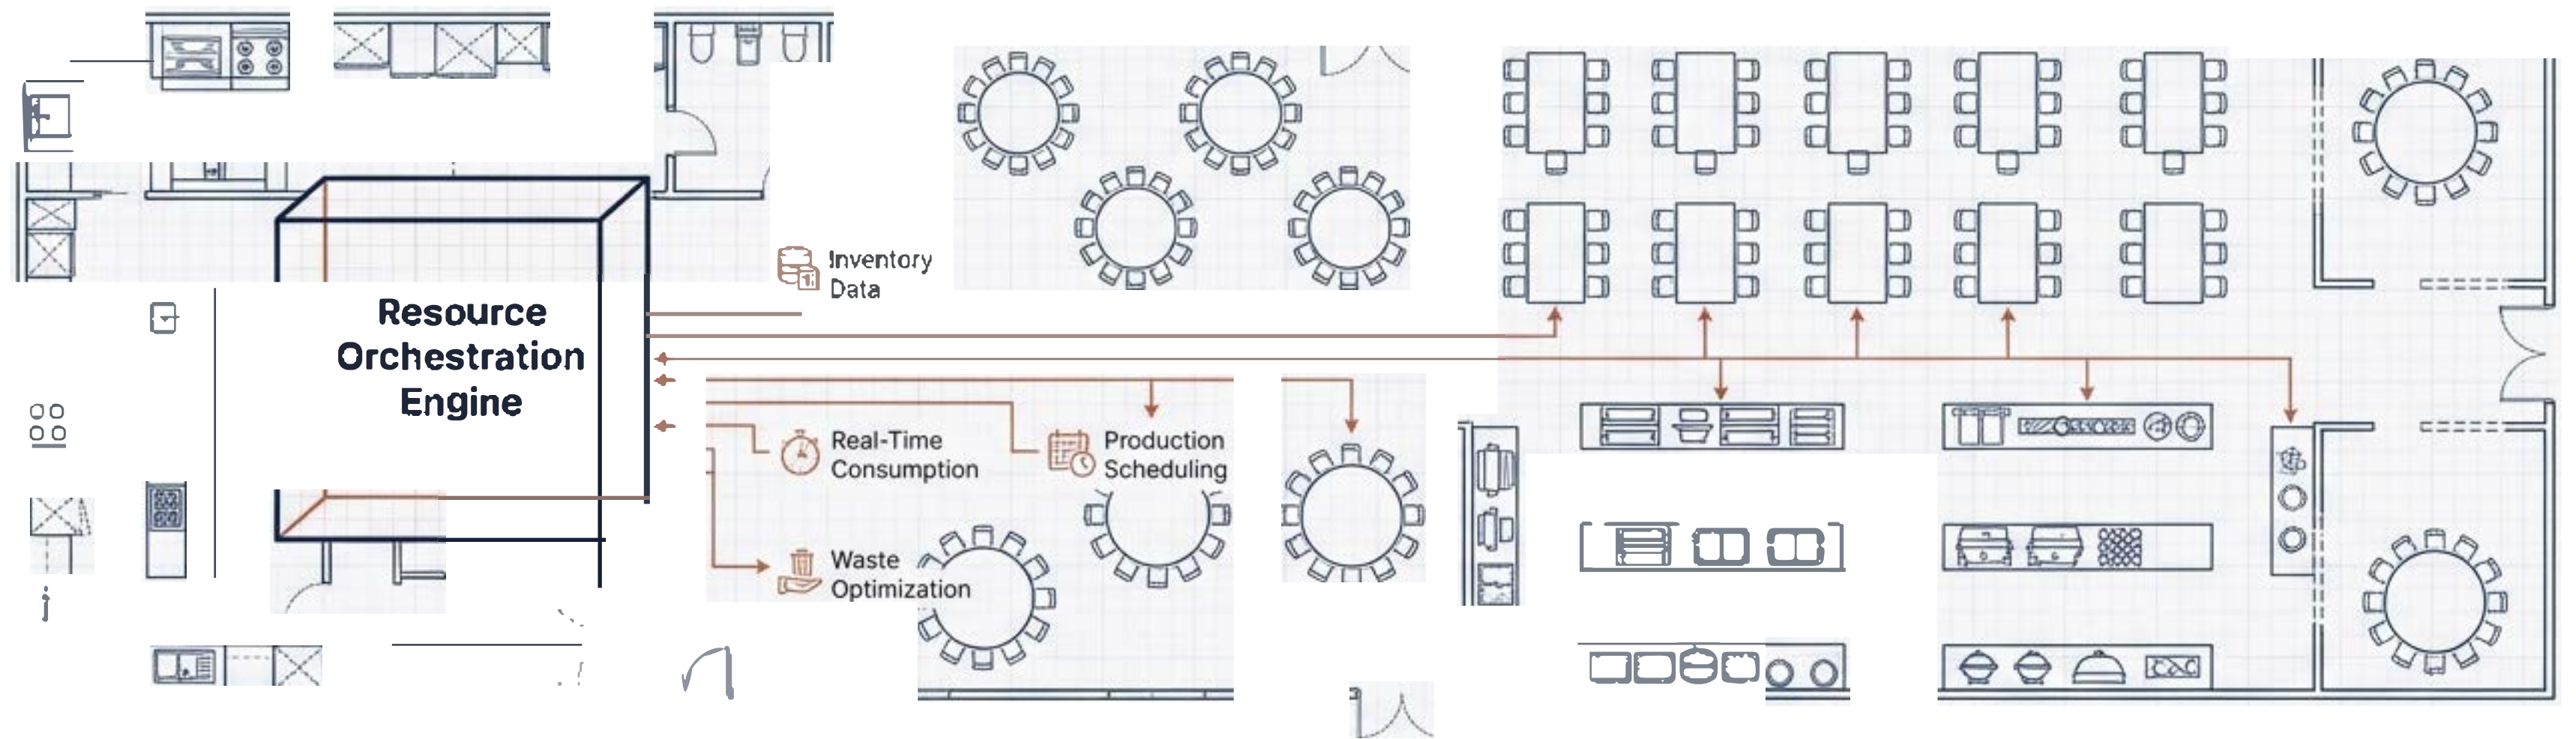 Resource
Orchestration
Engine
Inventory
Data
Real-Time
Consumption
Production
Scheduling
Waste
Optimization